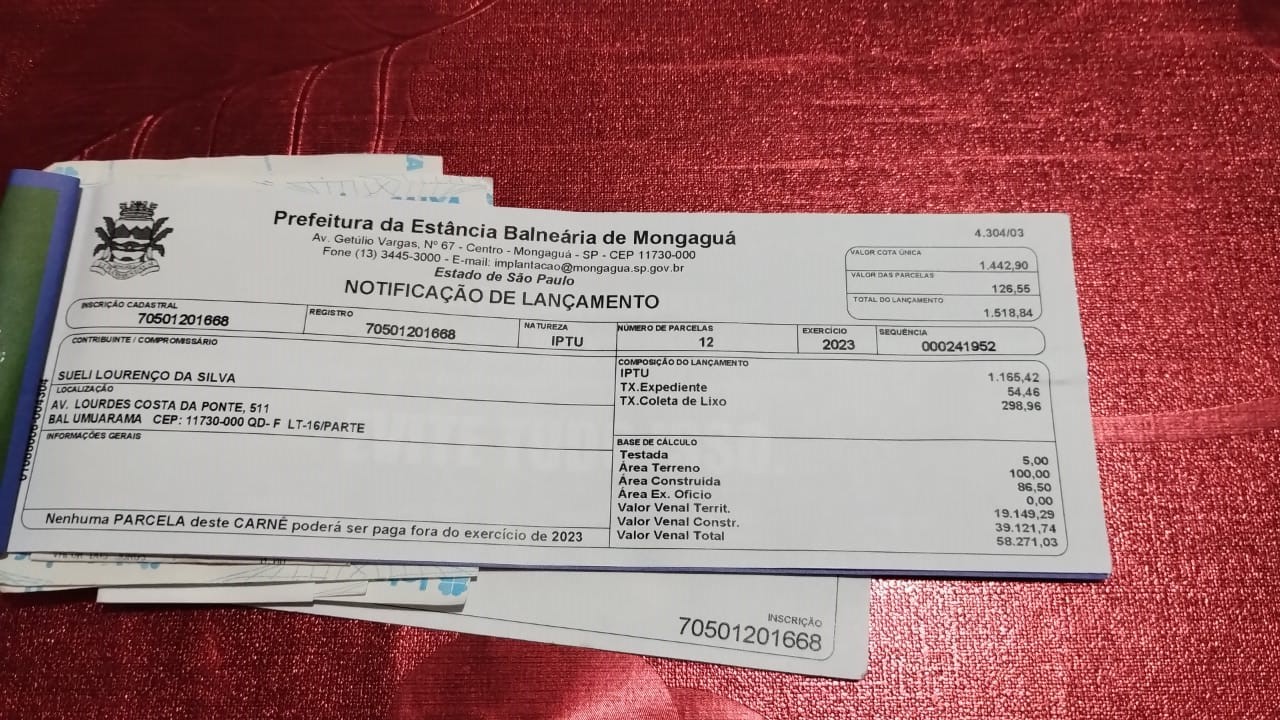 Prefeitura da Estância Balneária de Mongaguá
Av. Getúlio Vargas, Nº 67 - Centro - Mongaguá - SP - CEP 11730-000
Fone (13) 3445-3000 - E-mail: implantacao@mongagua.sp.gov.br
Estado de São Paulo
NOTIFICAÇÃO DE LANÇAMENTO
4.304/03
VALOR COTA ÚNICA
1.442,90
VALOR DAS PARCELAS
126,55
TOTAL DO LANÇAMENTO
1.518,84
INSCRIÇÃO CADASTRAL
70501201668
REGISTRO
70501201668
NATUREZA
IPTU
NÚMERO DE PARCELAS
12
EXERCÍCIO
2023
SEQUÊNCIA
000241952
CONTRIBUINTE / COMPROMISSÁRIO
SUELI LOURENÇO DA SILVA
LOCALIZAÇÃO
AV. LOURDES COSTA DA PONTE, 511
BAL UMUARAMA CEP: 11730-000 QD- F LT-16/PARTE
INFORMAÇÕES GERAIS
Nenhuma PARCELA deste CARNÊ poderá ser paga fora do exercício de 2023
COMPOSIÇÃO DO LANÇAMENTO
IPTU 1.165,42
TX.Expediente 54,46
TX.Coleta de Lixo 298,96
BASE DE CÁLCULO
Testada 5,00
Área Terreno 100,00
Área Construida 86,50
Área Ex. Oficio 0,00
Valor Venal Territ. 19.149,29
Valor Venal Constr. 39.121,74
Valor Venal Total 58.271,03
INSCRIÇÃO
70501201668